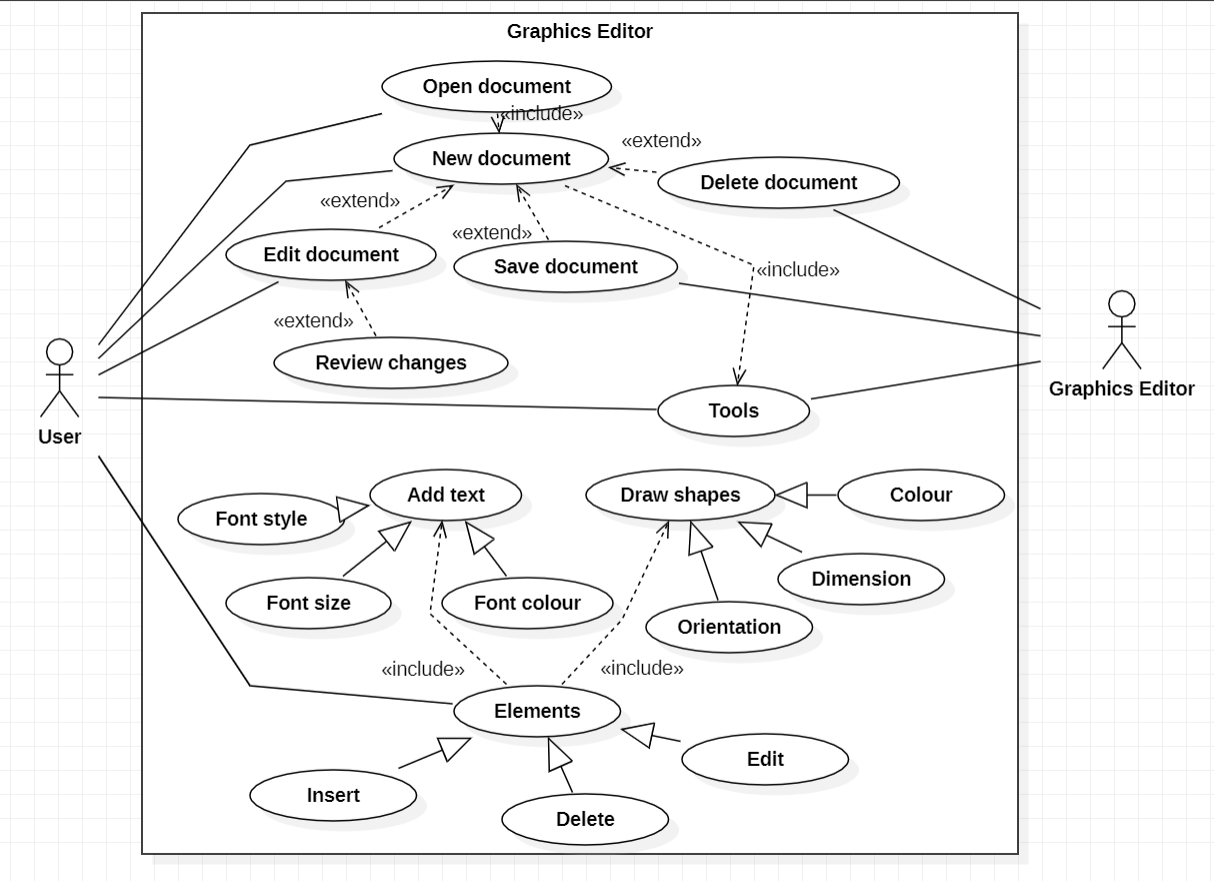 Graphics Editor
Open document
«include»
New document
«extend»
Delete document
«extend»
«extend»
Edit document
Save document
«include»
«extend»
Review changes
Graphics Editor
Tools
User
Add text
Draw shapes
Colour
Font style
Dimension
Font size
Font colour
Orientation
«include»
«include»
Elements
Edit
Insert
Delete